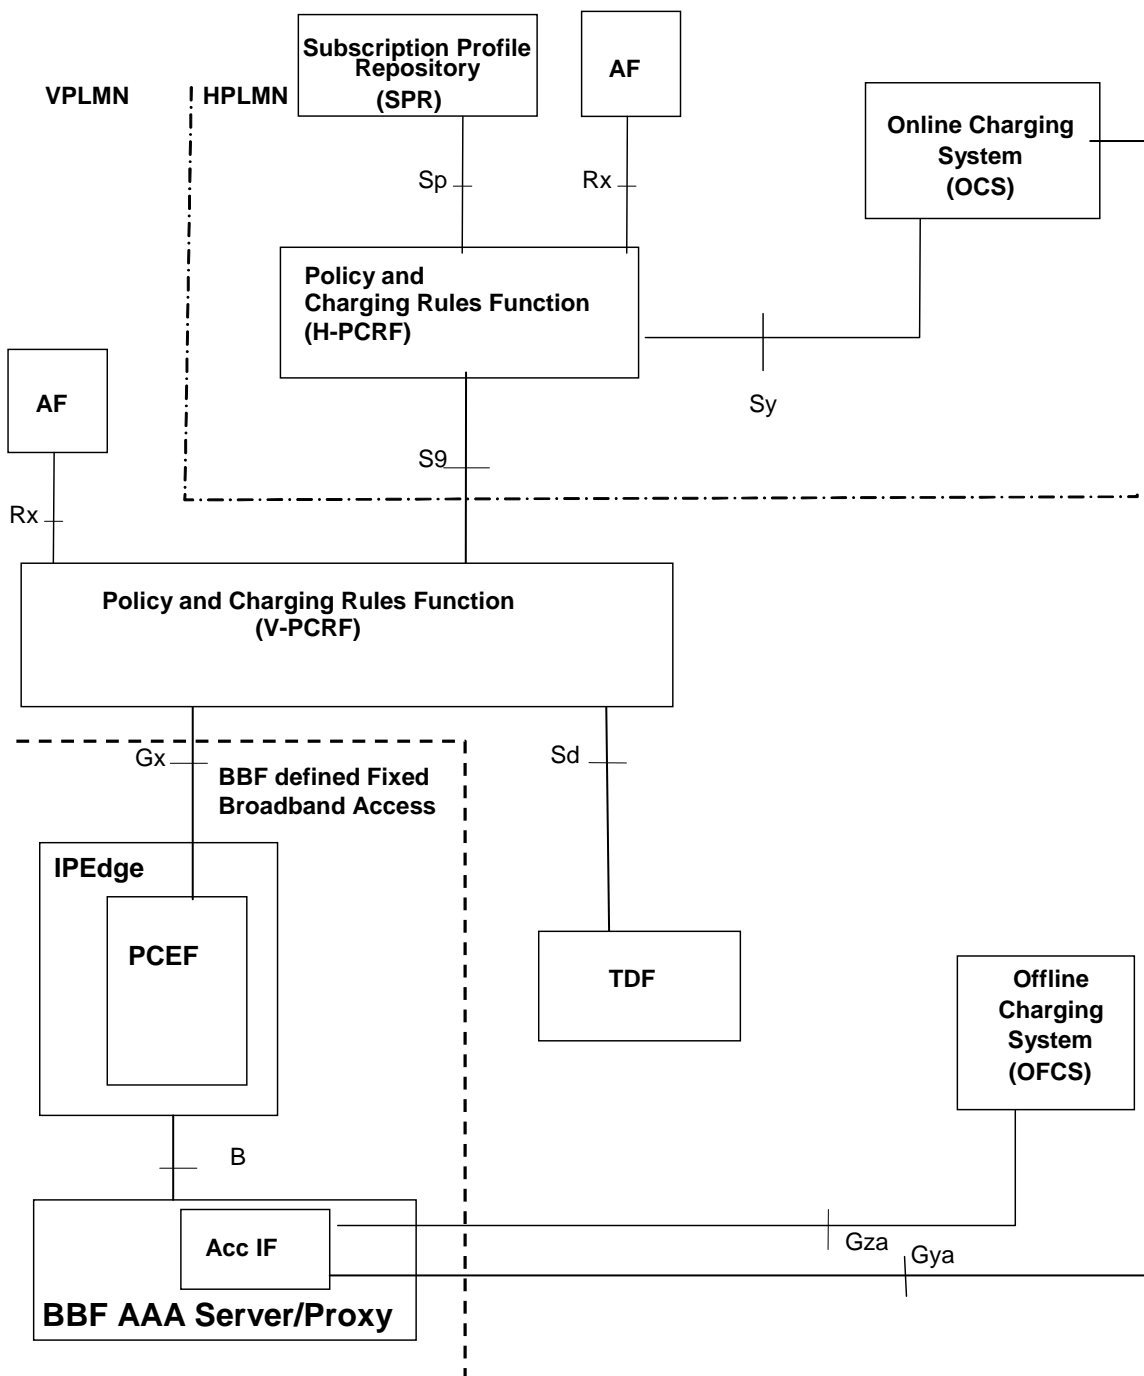 Subscription Profile
Repository
(SPR)
AF
VPLMN
HPLMN
Online Charging
System
(OCS)
Sp
Rx
Policy and
Charging Rules Function
(H-PCRF)
AF
Sy
S9
Rx
Policy and Charging Rules Function
(V-PCRF)
Gx
Sd
BBF defined Fixed
Broadband Access
IPEdge
PCEF
TDF
Offline
Charging
System
(OFCS)
B
Acc IF
Gza
Gya
BBF AAA Server/Proxy